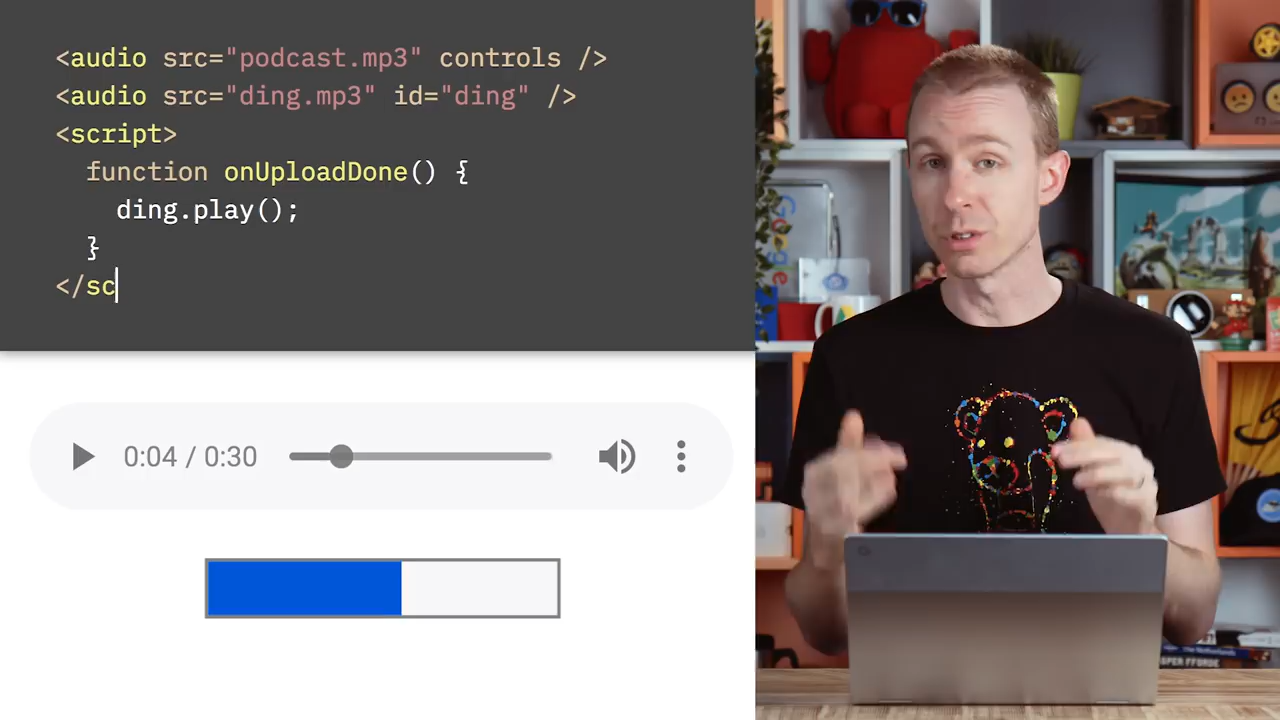 <audio src="podcast.mp3" controls />
<audio src="ding.mp3" id="ding" />
<script>
function onUploadDone() {
ding.play();
}
</sc
0:04 / 0:30